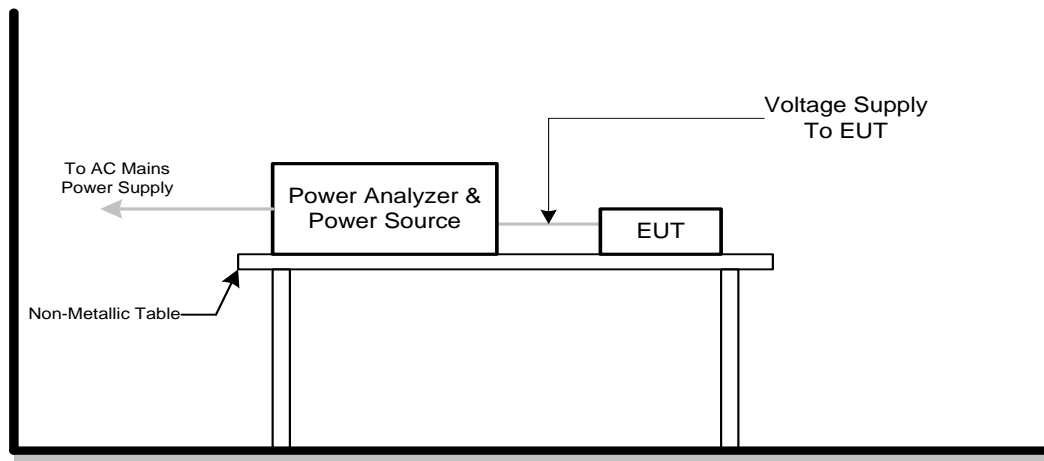 Voltage Supply
To EUT
To AC Mains
Power Supply
Power Analyzer &
Power Source
EUT
Non-Metallic Table